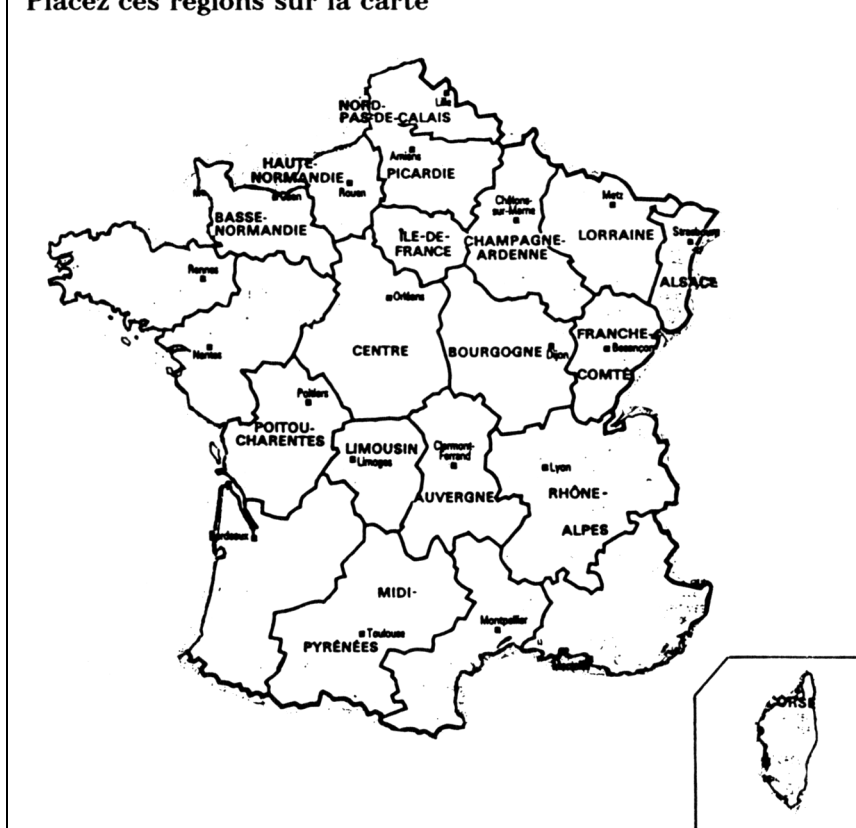 Placez ces régions sur la carte
NORD-
PAS-DE-CALAIS
Lille
Amiens
PICARDIE
HAUTE-
NORMANDIE
Rouen
Caen
BASSE-
NORMANDIE
ÎLE-DE-
FRANCE
Châlons-
sur-Marne
CHAMPAGNE-
ARDENNE
Metz
LORRAINE
Strasbourg
ALSACE
Rennes
Orléans
CENTRE
BOURGOGNE
Dijon
FRANCHE-
Besançon
COMTÉ
Nantes
Poitiers
POITOU-
CHARENTES
LIMOUSIN
Limoges
Clermont-
Ferrand
AUVERGNE
Lyon
RHÔNE-
ALPES
Bordeaux
MIDI-
Toulouse
PYRÉNÉES
Montpellier
CORSE